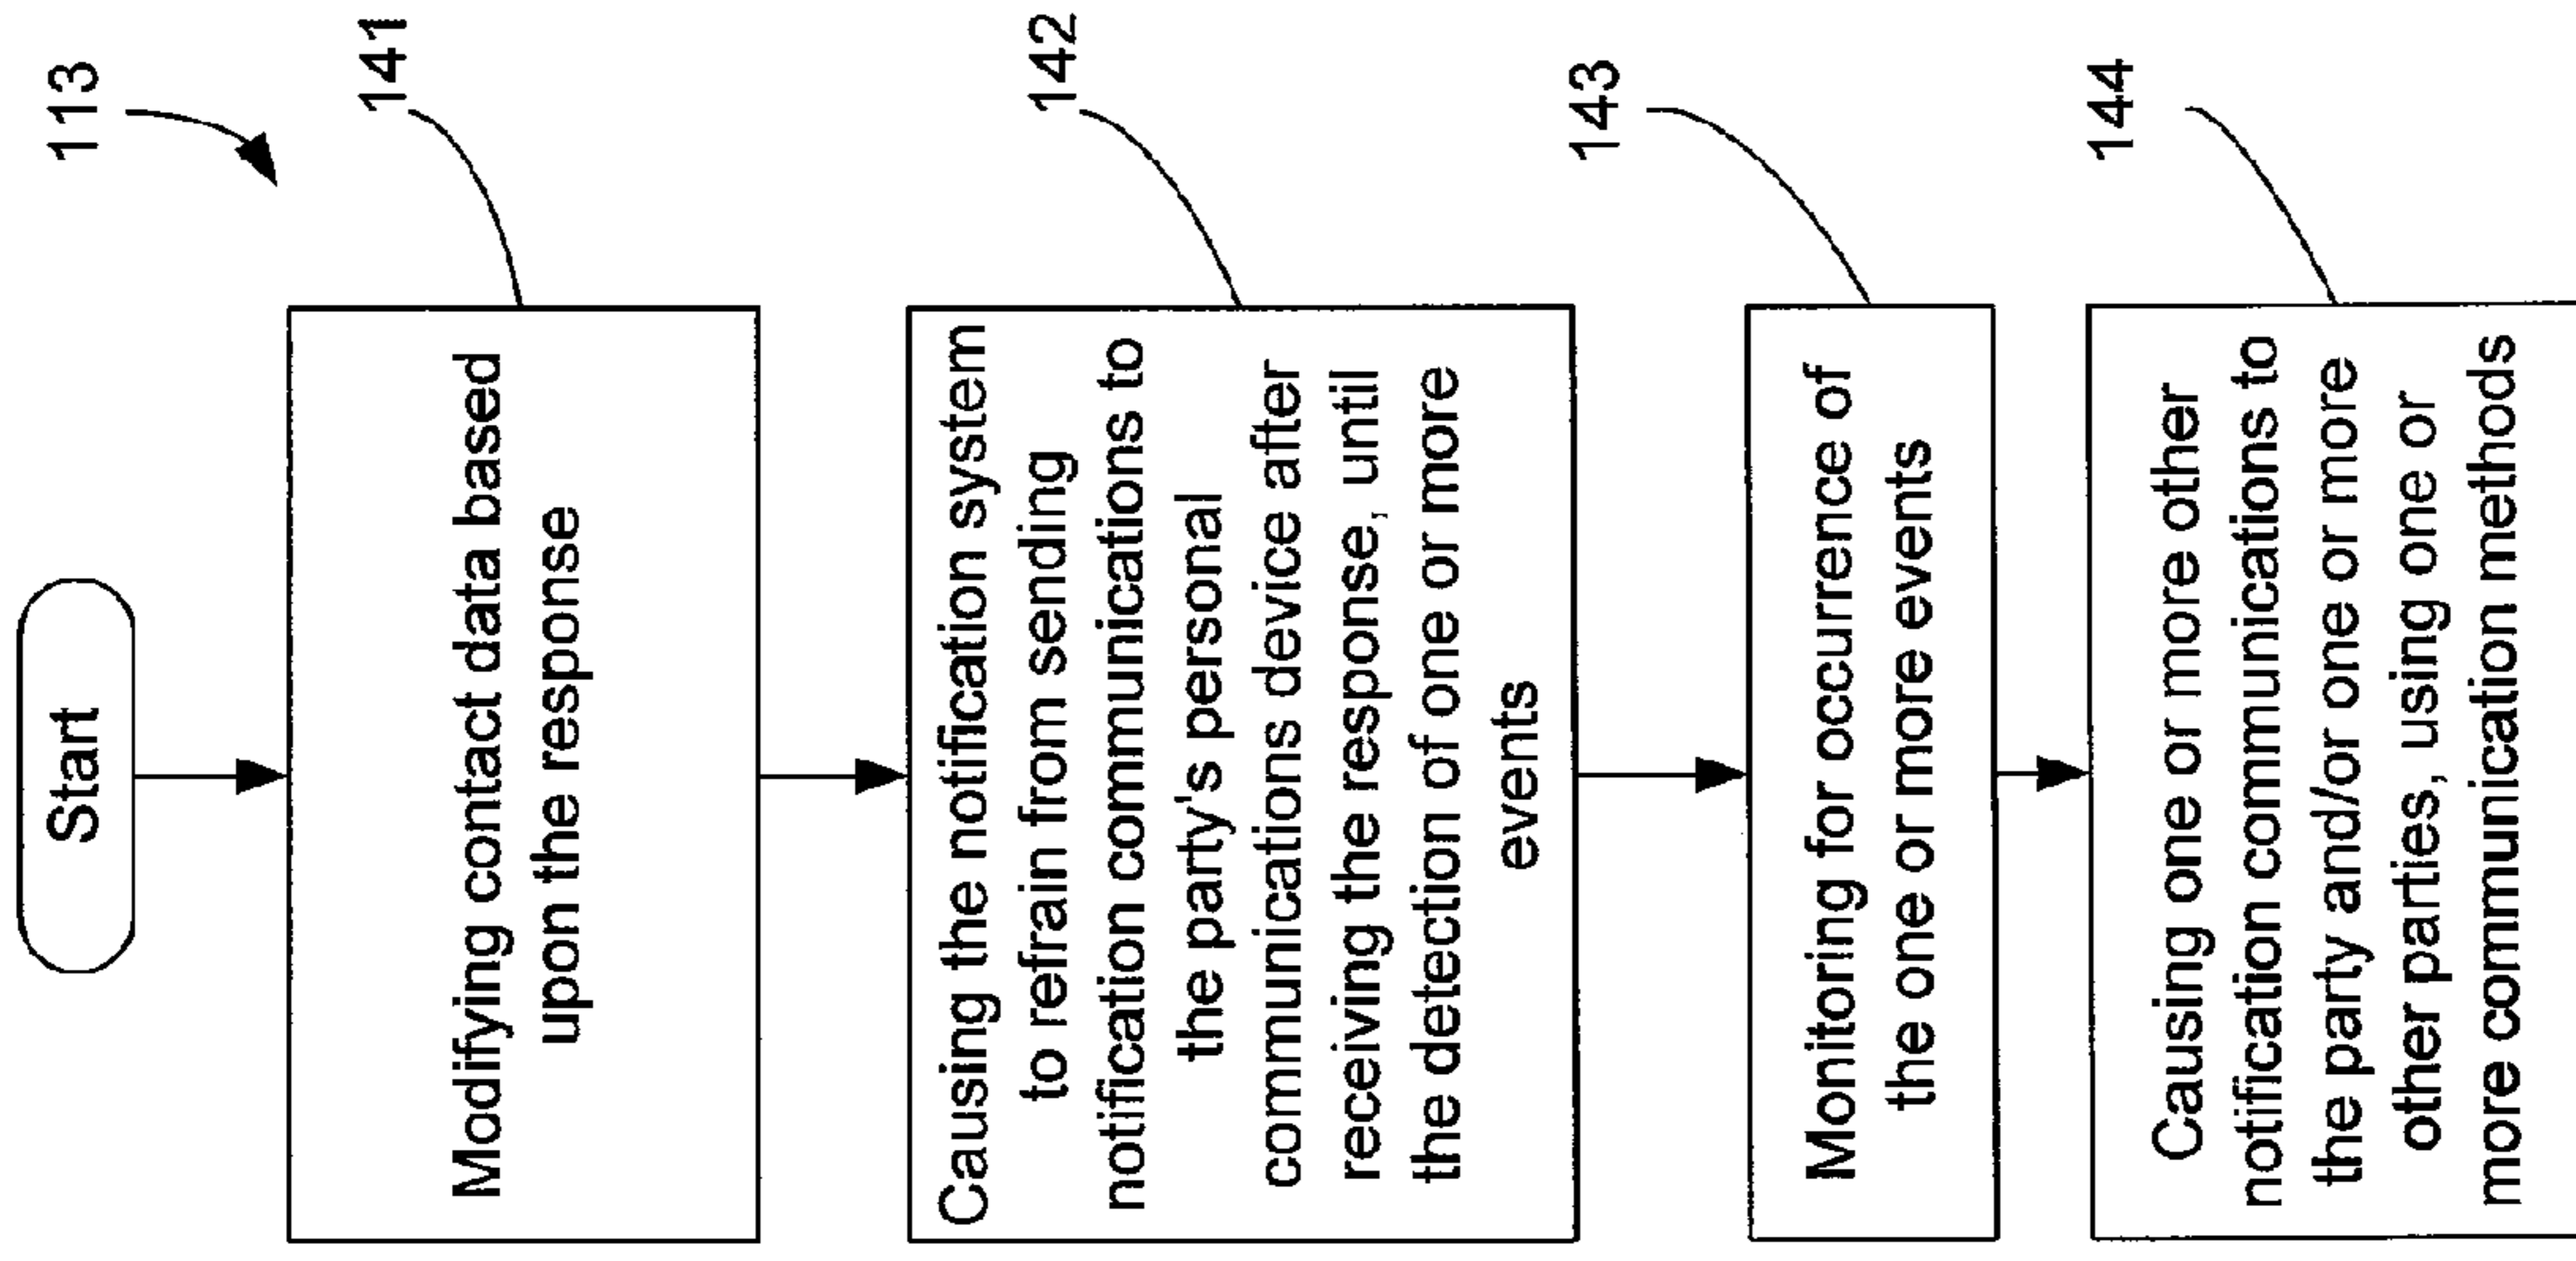 113
Start
141
Modifying contact data based
upon the response
142
Causing the notification system
to refrain from sending
notification communications to
the party's personal
communications device after
receiving the response, until
the detection of one or more
events
143
Monitoring for occurrence of
the one or more events
144
Causing one or more other
notification communications to
the party and/or one or more
other parties, using one or
more communication methods